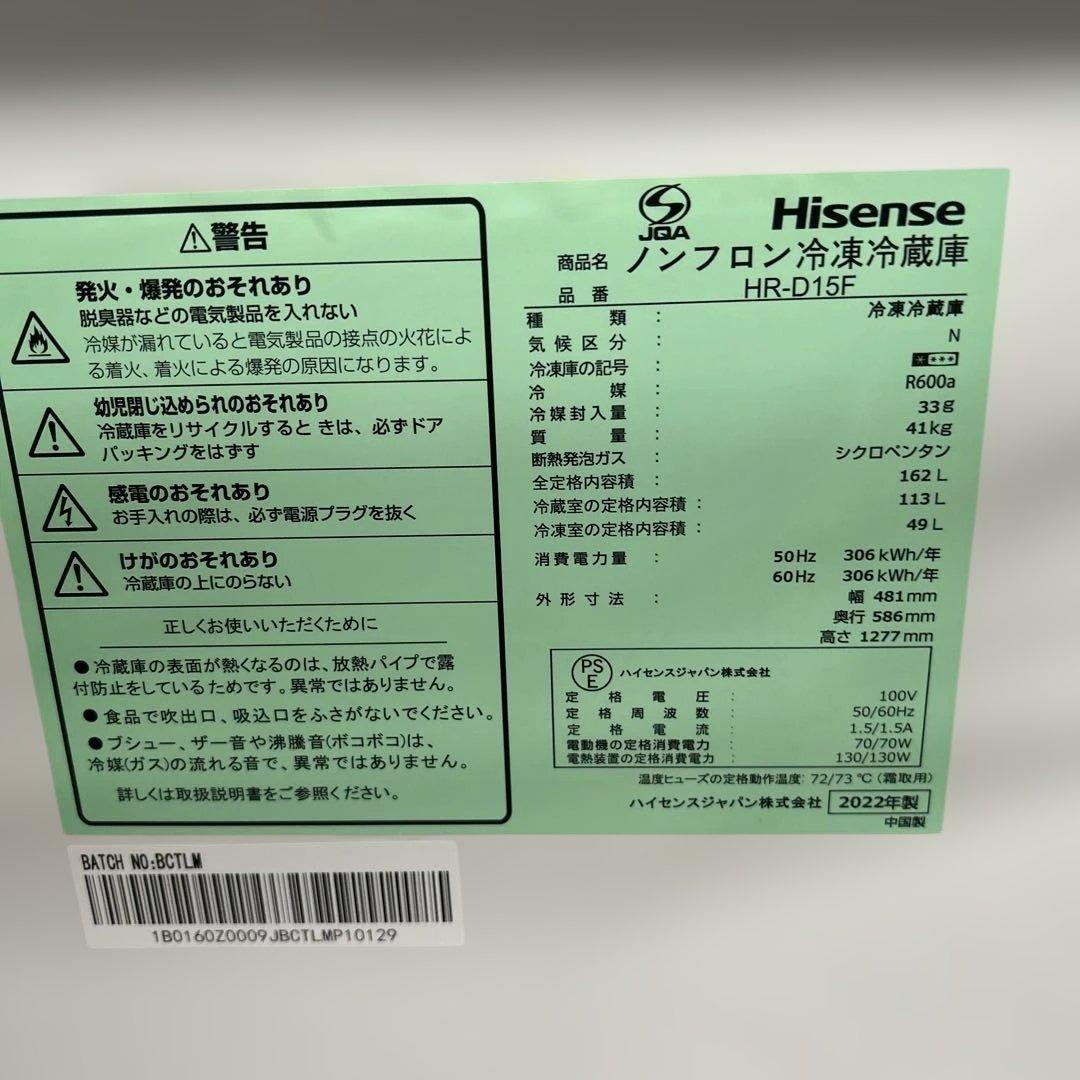 ⚠警告
発火・爆発のおそれあり
脱臭器などの電気製品を入れない
冷媒が漏れていると電気製品の接点の火花によ
る着火、着火による爆発の原因になります。
幼児閉じ込められのおそれあり
冷蔵庫をリサイクルすると きは、必ずドア
パッキングをはずす
感電のおそれあり
お手入れの際は、必ず電源プラグを抜く
けがのおそれあり
冷蔵庫の上にのらない
正しくお使いいただくために
●冷蔵庫の表面が熱くなるのは、放熱パイプで露
付防止をしているためです。異常ではありません。
●食品で吹出口、吸込口をふさがないでください。
●ブシュー、ザー音や沸騰音(ボコボコ)は、
冷媒(ガス)の流れる音で、異常ではありません。
詳しくは取扱説明書をご参照ください。
JQA
Hisense
商品名 ノンフロン冷凍冷蔵庫
品番 HR-D15F
種類 : 冷凍冷蔵庫
気候区分 : N
冷凍庫の記号 : ****
冷媒 : R600a
冷媒封入量 : 33g
質量 : 41kg
断熱発泡ガス : シクロペンタン
全定格内容積 : 162L
冷蔵室の定格内容積 : 113L
冷凍室の定格内容積 : 49L
消費電力量 : 50Hz 306kWh/年
60Hz 306kWh/年
外形寸法 : 幅 481mm
奥行 586mm
高さ 1277mm
PSE ハイセンスジャパン株式会社
定格電圧 : 100V
定格周波数 : 50/60Hz
定格電流 : 1.5/1.5A
電動機の定格消費電力 : 70/70W
電熱装置の定格消費電力 : 130/130W
温度ヒューズの定格動作温度: 72/73 ℃ (霜取用)
ハイセンスジャパン株式会社 2022年製
中国製
BATCH NO:BCTLM
1B0160Z0009JBCTLMP10129